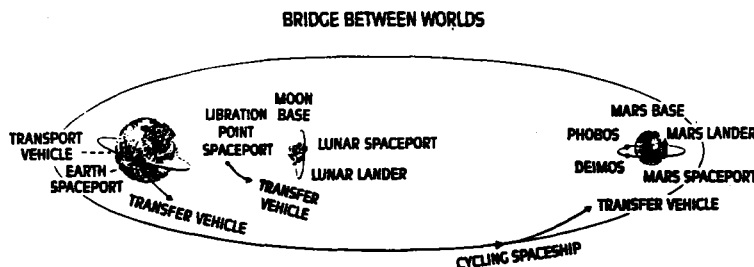 BRIDGE BETWEEN WORLDS
TRANSPORT
VEHICLE
EARTH
SPACEPORT
TRANSFER VEHICLE
LIBRATION
POINT
SPACEPORT
MOON
BASE
LUNAR SPACEPORT
LUNAR LANDER
TRANSFER
VEHICLE
MARS BASE
PHOBOS
MARS LANDER
DEIMOS
MARS SPACEPORT
TRANSFER VEHICLE
CYCLING SPACESHIP